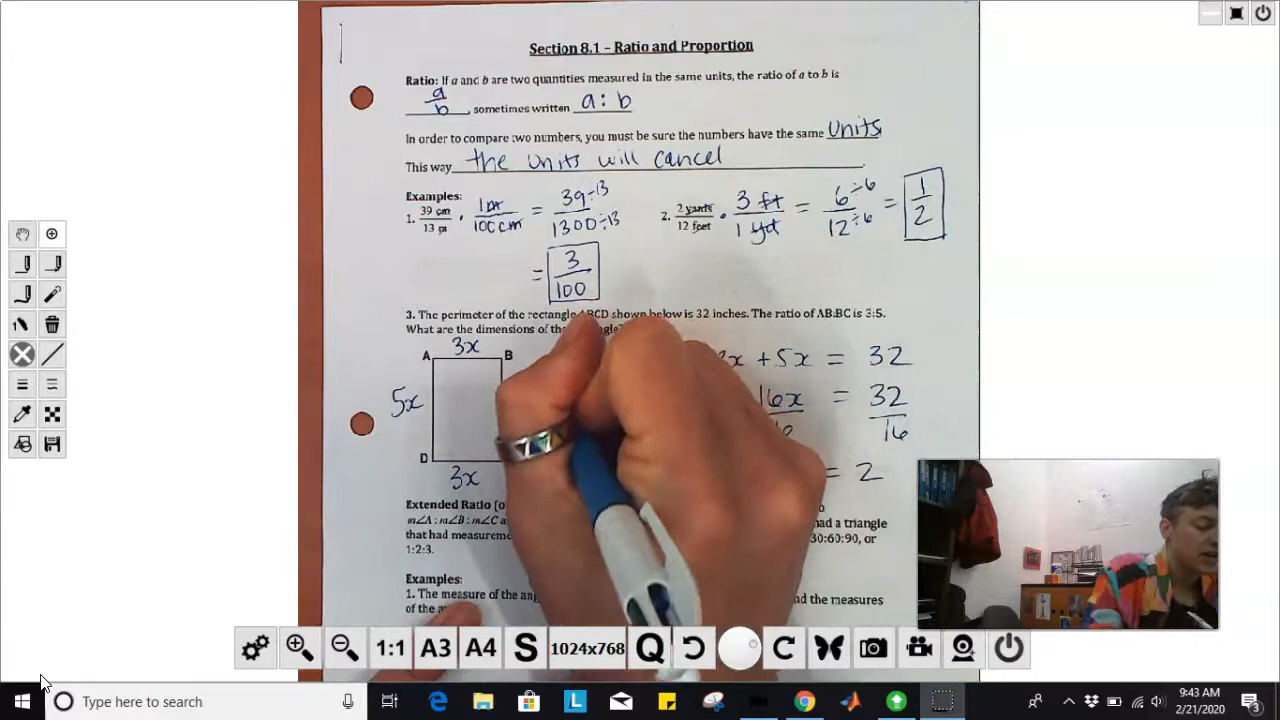 Section 8.1 – Ratio and Proportion
Ratio: If a and b are two quantities measured in the same units, the ratio of a to b is
a/b, sometimes written a:b
In order to compare two numbers, you must be sure the numbers have the same units.
This way the units will cancel.
Examples:
1. 39 cm/13 m · 1m/100cm = 39÷13/1300÷13
= 3/100
2. 2 yards/12 feet · 3 ft/1 yd = 6÷6/12÷6 = 1/2
3. The perimeter of the rectangle ABCD shown below is 32 inches. The ratio of AB:BC is 3:5.
What are the dimensions of the
A 3x B
5x
D
3x
3x + 5x = 32
16x = 32
16
= 2
Extended Ratio
m∠A : m∠B : m∠C
had a triangle
that had
30:60:90, or
1:2:3.
Examples:
1. The measure of the
the measures
of the
1:1
A3
A4
S
1024x768
Q
Type here to search
9:43 AM
2/21/2020
3